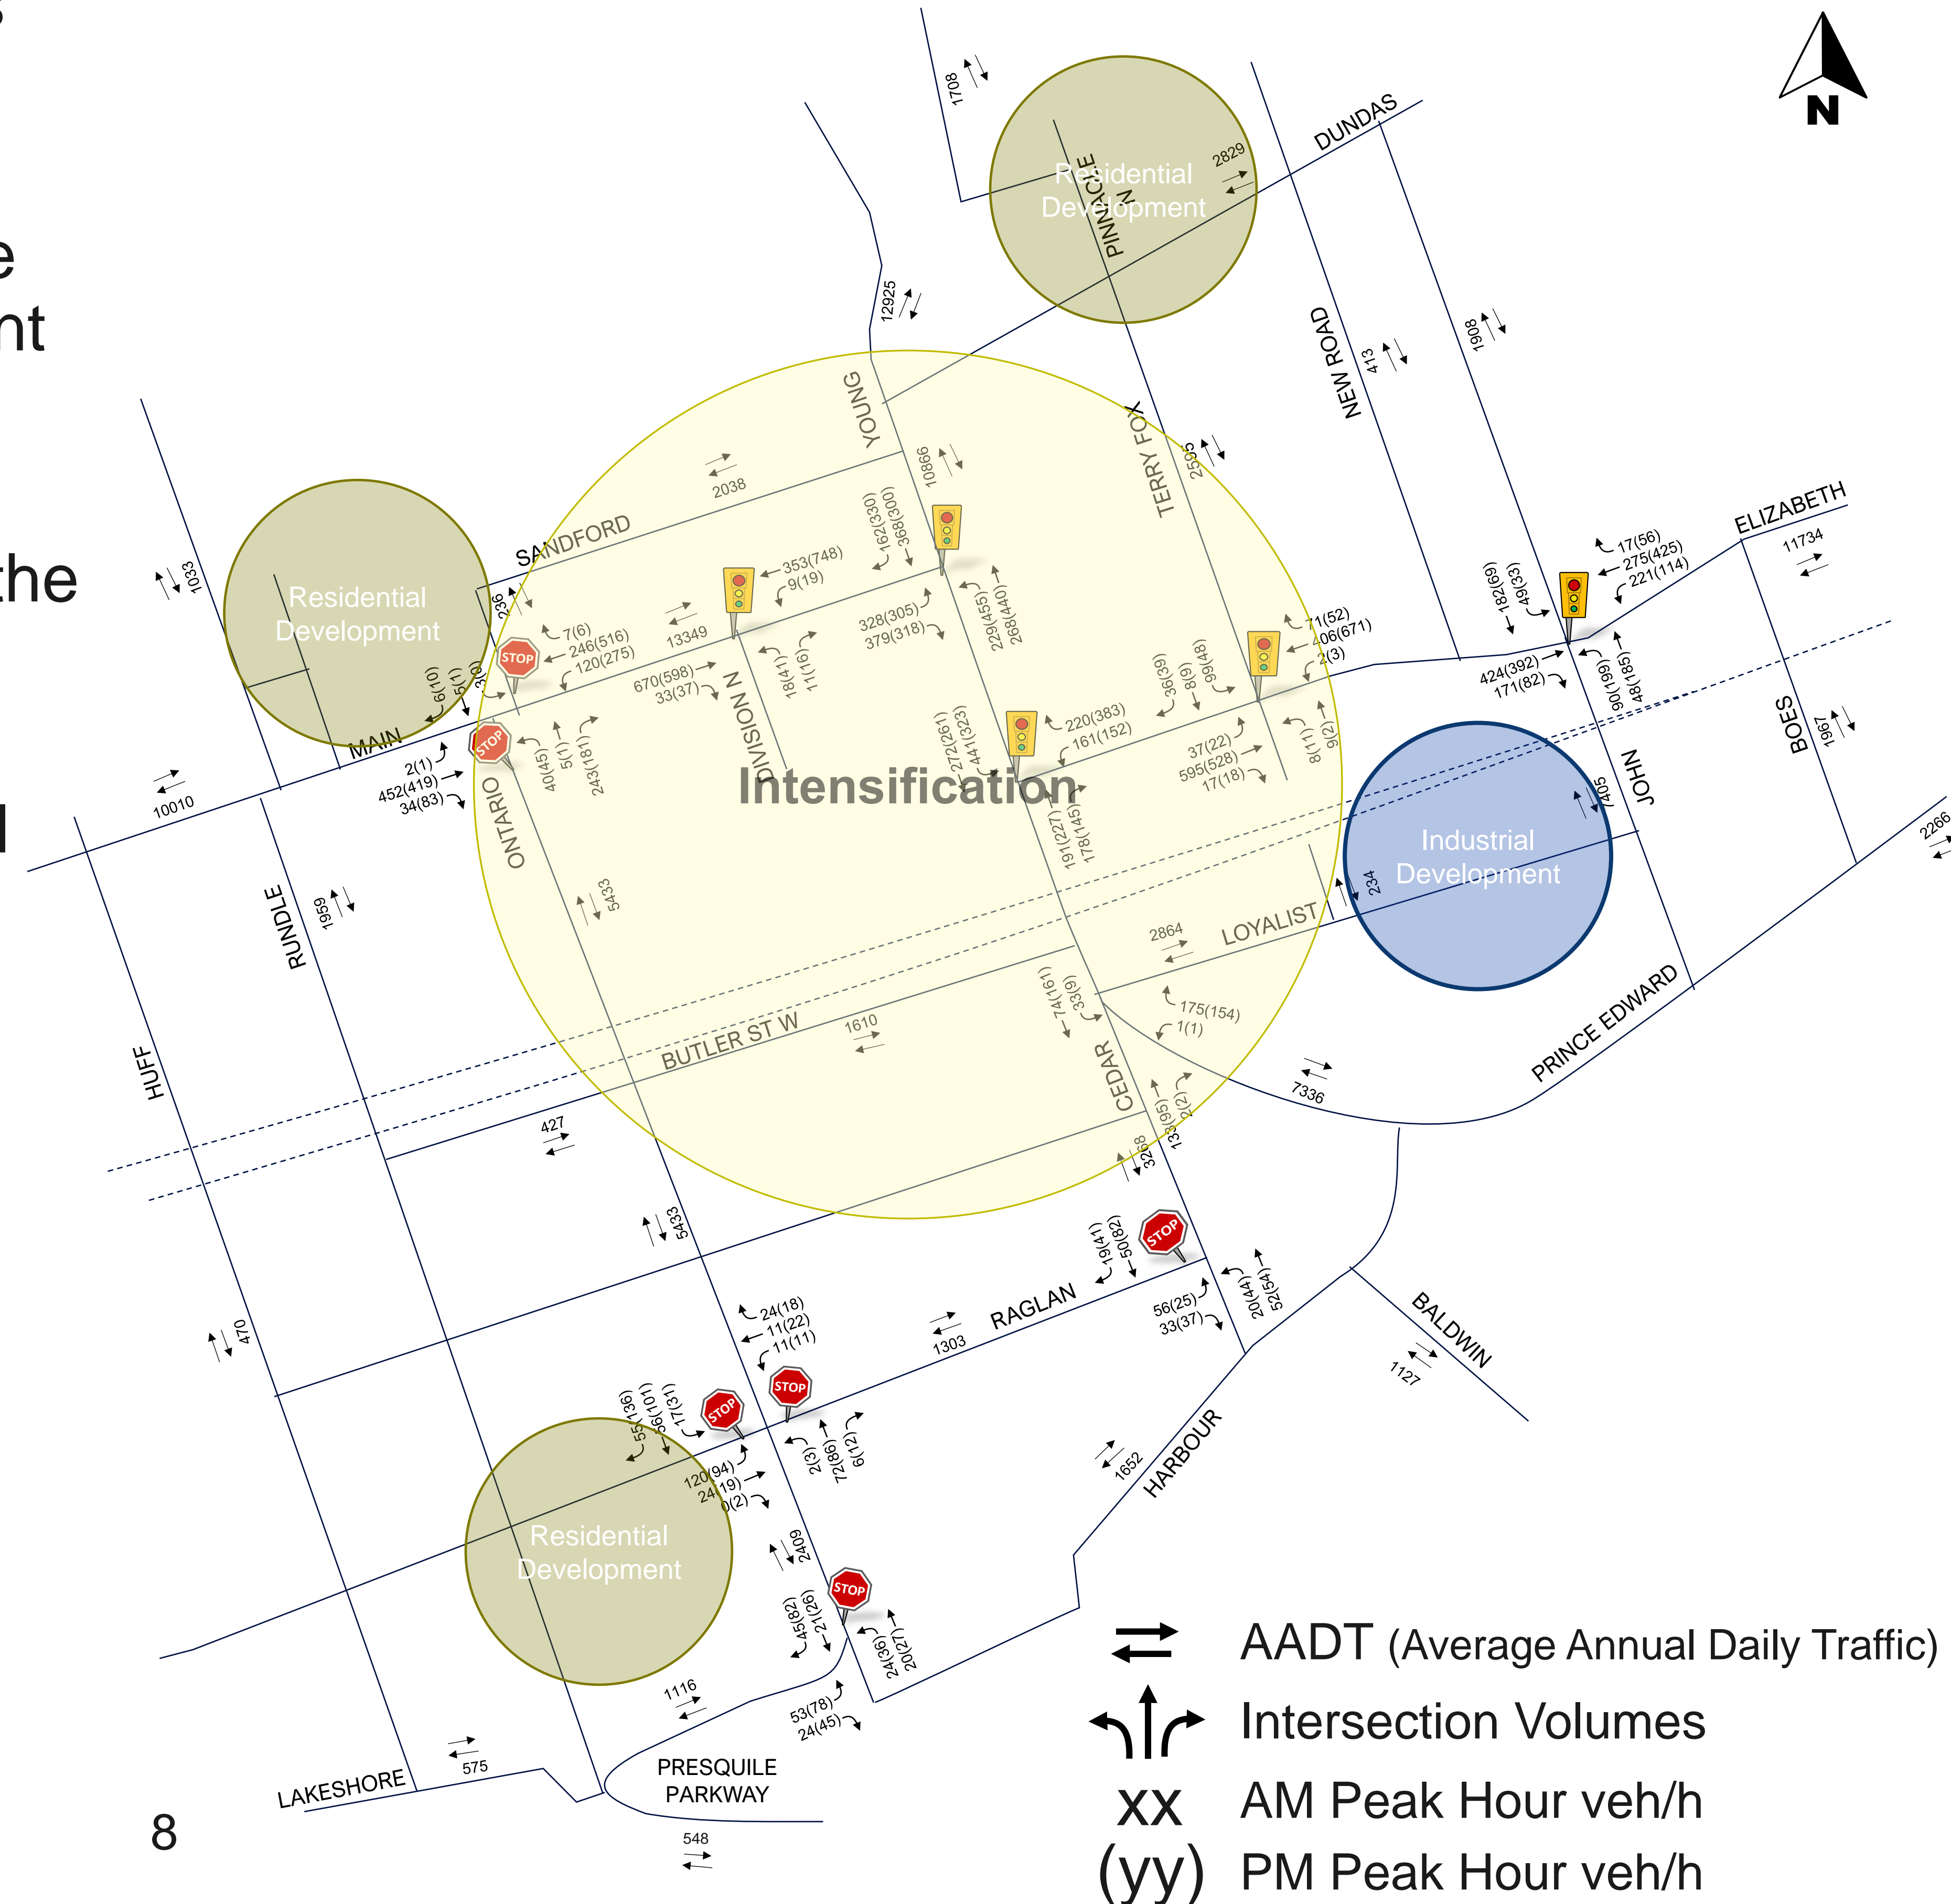 e
nt
the
1708
N
DUNDAS
2829
Residential
Development
PINNACLE
N
12925
NEW ROAD
413
1908
YOUNG
TERRY FOX
2595
10866
2038
SANDFORD
ELIZABETH
11734
1033
Residential
Development
236
353(748)
9(19)
162(330)
368(300)
17(56)
275(425)
221(114)
182(69)
49(33)
7(6)
246(516)
120(275)
13349
328(305)
379(318)
229(455)
268(440)
71(52)
406(671)
2(3)
6(10)
5(1)
STOP
670(598)
33(37)
18(41)
11(16)
36(39)
8(9)
99(48)
424(392)
171(82)
90(199)
48(185)
MAIN
STOP
DIVISION N
220(383)
161(152)
272(261)
441(323)
BOES
1967
2(1)
452(419)
34(83)
40(45)
5(1)
243(181)
37(22)
595(528)
17(18)
8(11)
9(2)
Intensification
JOHN
7405
10010
ONTARIO
191(227)
178(145)
Industrial
Development
2266
RUNDLE
1959
5433
234
2864
LOYALIST
74(161)
33(9)
PRINCE EDWARD
BUTLER ST W
1610
175(154)
1(1)
HUFF
CEDAR
7336
427
133(95)
2(2)
3268
5433
19(41)
50(82)
STOP
470
24(18)
11(22)
11(11)
1303
RAGLAN
56(25)
33(37)
20(44)
52(54)
BALDWIN
1127
55(136)
56(101)
17(31)
STOP
STOP
120(94)
24(19)
0(2)
2(3)
72(86)
6(12)
1652
HARBOUR
Residential
Development
2409
STOP
45(82)
21(26)
24(36)
20(27)
1116
53(78)
24(45)
575
LAKESHORE
PRESQUILE
PARKWAY
548
8
AADT (Average Annual Daily Traffic)
Intersection Volumes
xx AM Peak Hour veh/h
(yy) PM Peak Hour veh/h